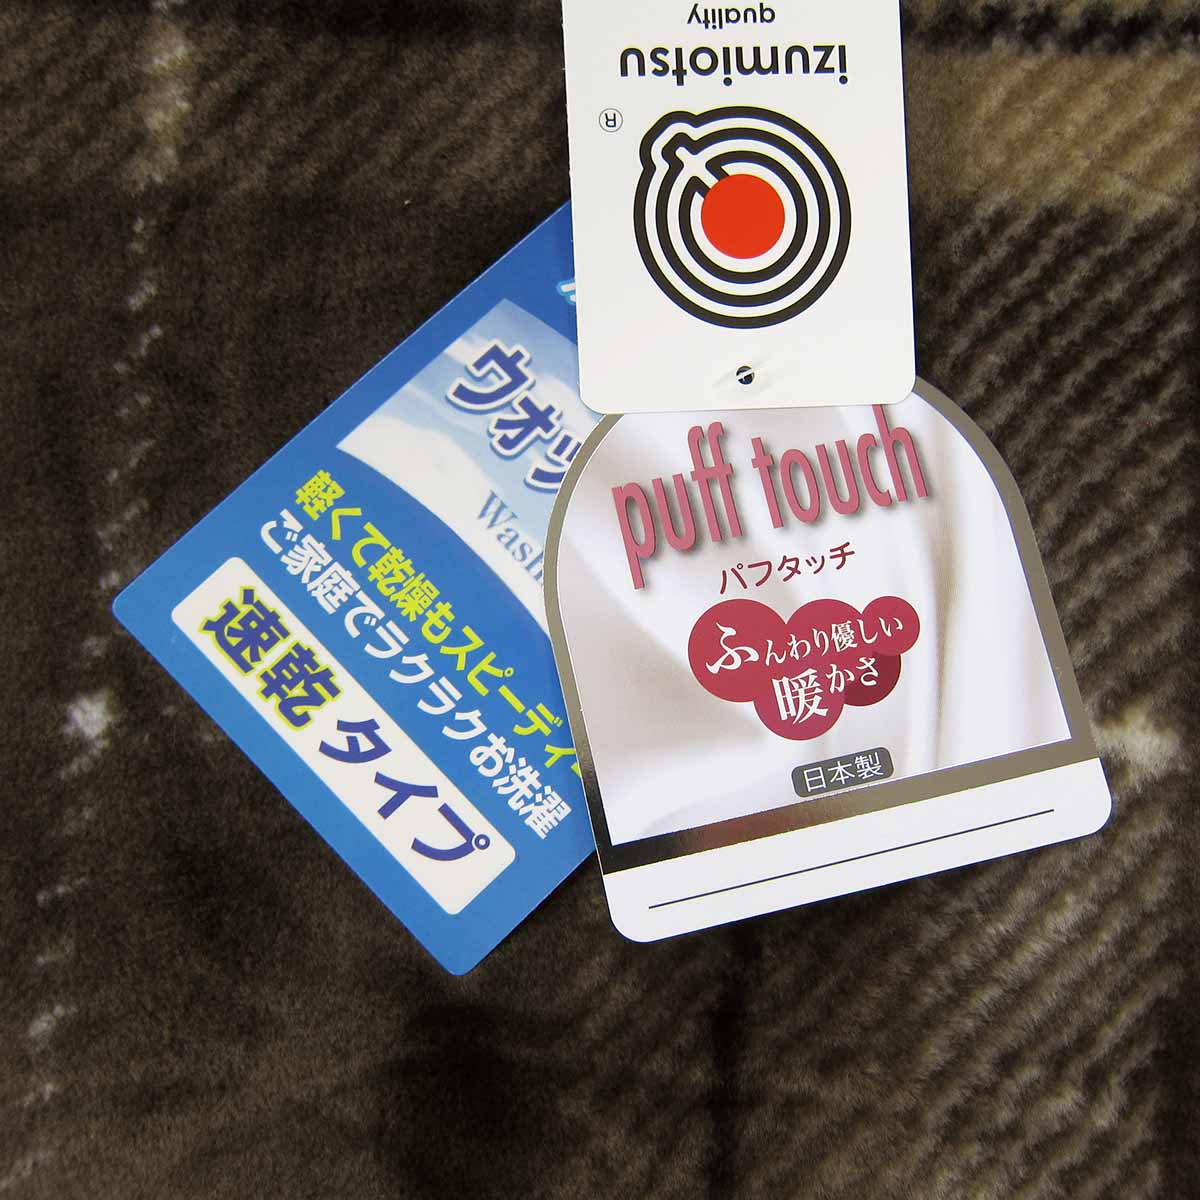 izumiotsu
quality
®
puff touch
パフタッチ
ふんわり優しい
暖かさ
日本製
ウォッ
Wash
軽くて乾燥もスピーディ
ご家庭でラクラクお洗濯
速乾タイプ